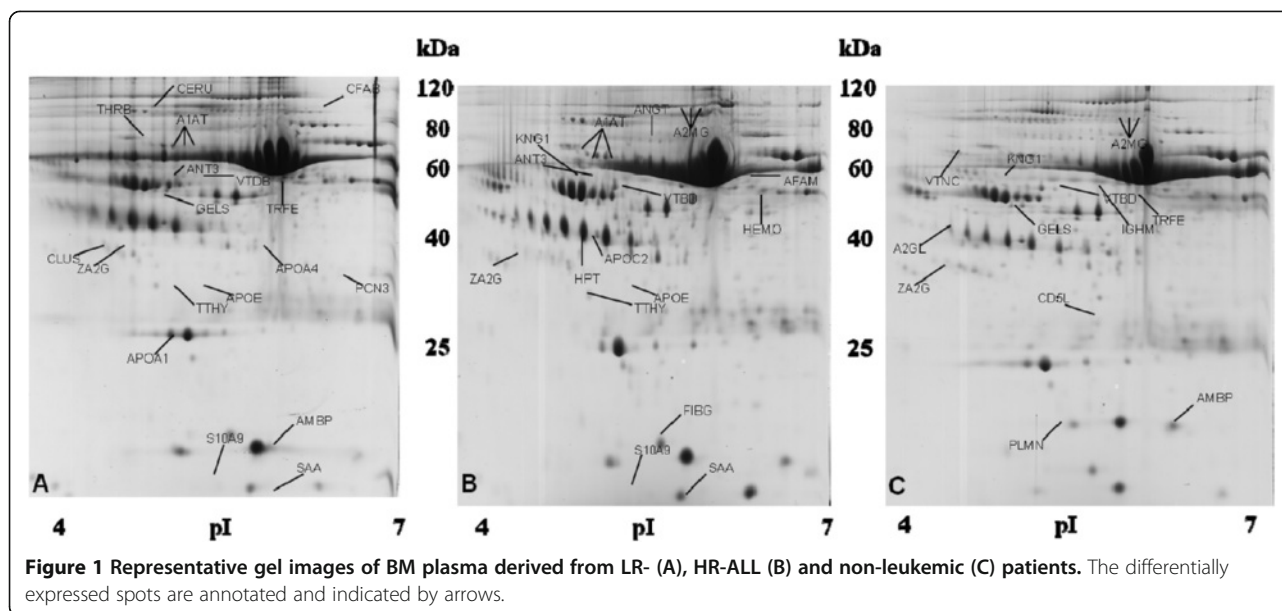 kDa
120
80
60
40
25
CERU
CFAB
THRB
A1AT
ANT3
VTDB
GELS
TRFE
CLUS
ZA2G
APOA4
PCN3
APOE
TTHY
APOA1
AMBP
S10A9
SAA
A
4
pI
7
kDa
120
80
60
40
25
ANGT
A1AT
A2MG
KNG1
ANT3
VTBD
AFAM
HEMO
APOC2
ZA2G
HPT
APOE
TTHY
FIBG
S10A9
SAA
B
4
pI
7
A2MG
VTNC
KNG1
VTBD
TRFE
GELS
IGHM
A2GL
ZA2G
CD5L
AMBP
PLMN
C
4
pI
7
Figure 1 Representative gel images of BM plasma derived from LR- (A), HR-ALL (B) and non-leukemic (C) patients. The differentially
expressed spots are annotated and indicated by arrows.